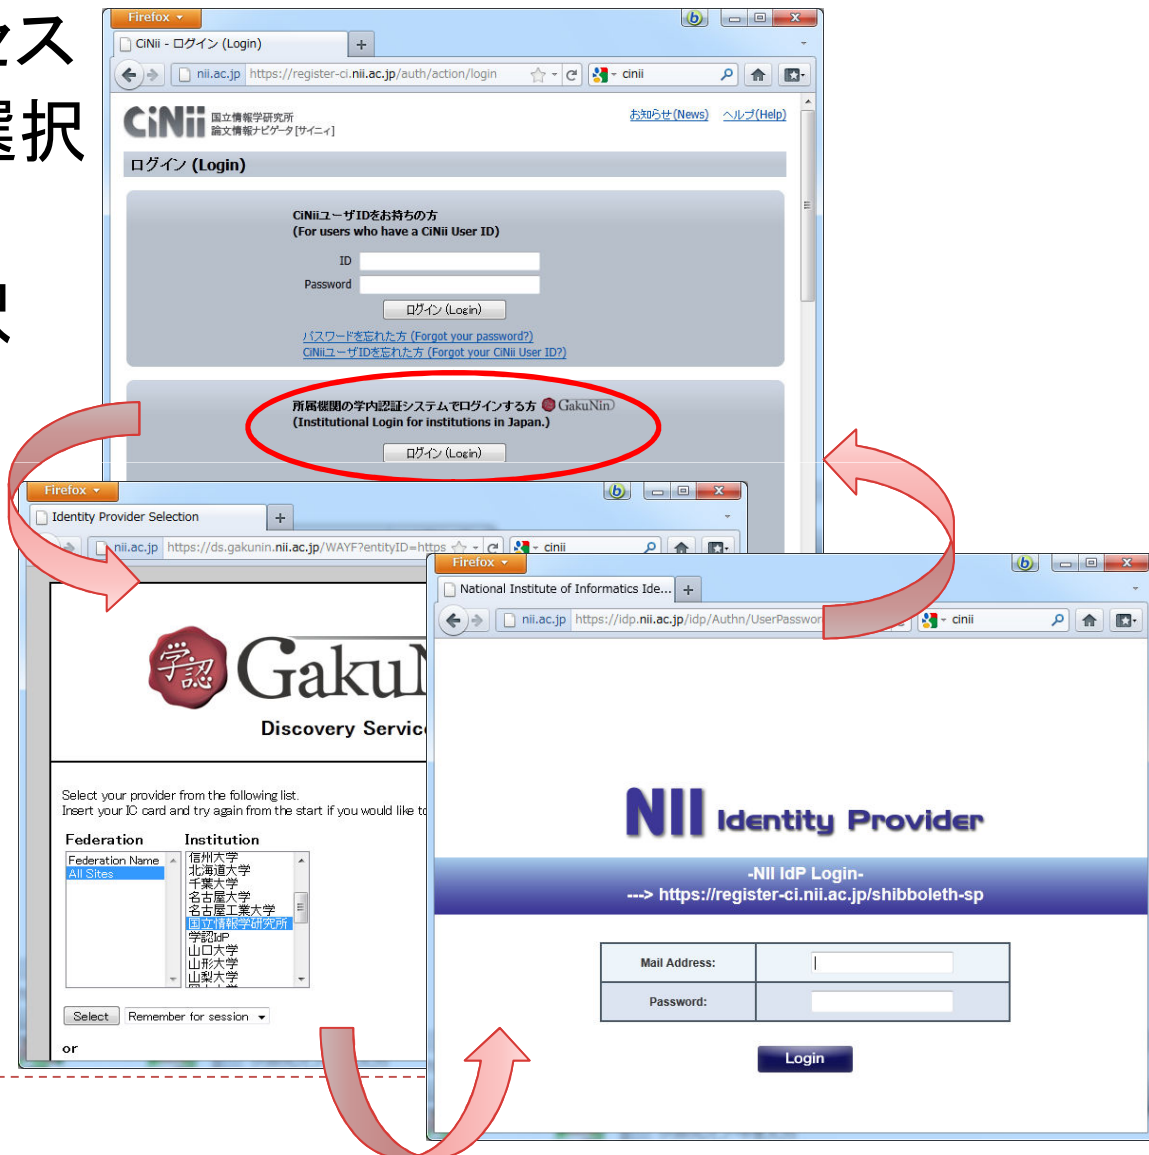 セス
選択
択
Firefox
CiNii - ログイン (Login)
nii.ac.jp https://register-ci.nii.ac.jp/auth/action/login
cinii
CiNii 国立情報学研究所
論文情報ナビゲータ[サイニィ]
お知らせ(News) ヘルプ(Help)
ログイン (Login)
CiNiiユーザIDをお持ちの方
(For users who have a CiNii User ID)
ID
Password
ログイン (Login)
パスワードを忘れた方 (Forgot your password?)
CiNiiユーザIDを忘れた方 (Forgot your CiNii User ID?)
所属機関の学内認証システムでログインする方 GakuNin
(Institutional Login for institutions in Japan.)
ログイン (Login)
Firefox
Identity Provider Selection
nii.ac.jp https://ds.gakunin.nii.ac.jp/WAYF?entityID=https
cinii
学認
GakuN
Discovery Servic
Select your provider from the following list.
Insert your IC card and try again from the start if you would like to
Federation Institution
Federation Name
All Sites
信州大学
北海道大学
千葉大学
名古屋大学
名古屋工業大学
国立情報学研究所
学認IdP
山口大学
山形大学
山梨大学
Select Remember for session
or
Firefox
National Institute of Informatics Ide...
nii.ac.jp https://idp.nii.ac.jp/idp/Authn/UserPasswor
cinii
NII Identity Provider
-NII IdP Login-
---> https://register-ci.nii.ac.jp/shibboleth-sp
Mail Address:
Password:
Login